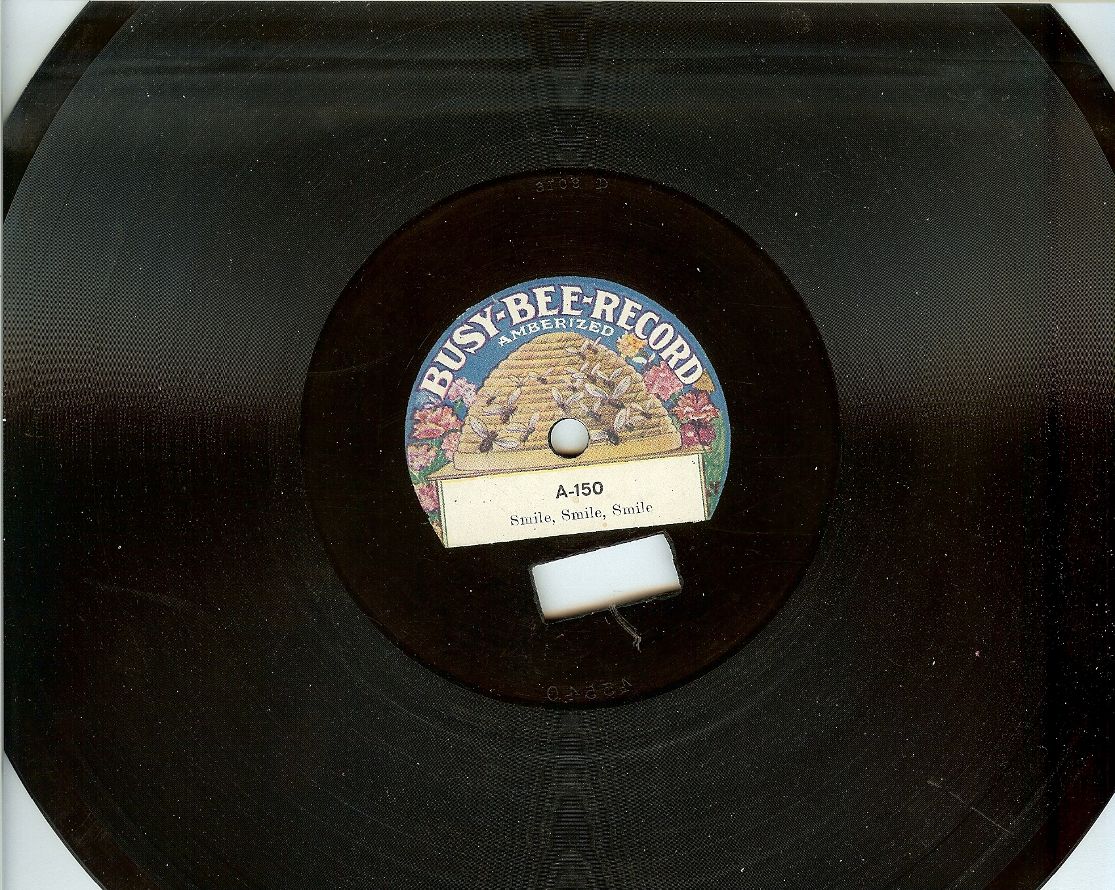 BUSY-BEE-RECORD
AMBERIZED
A-150
Smile, Smile, Smile